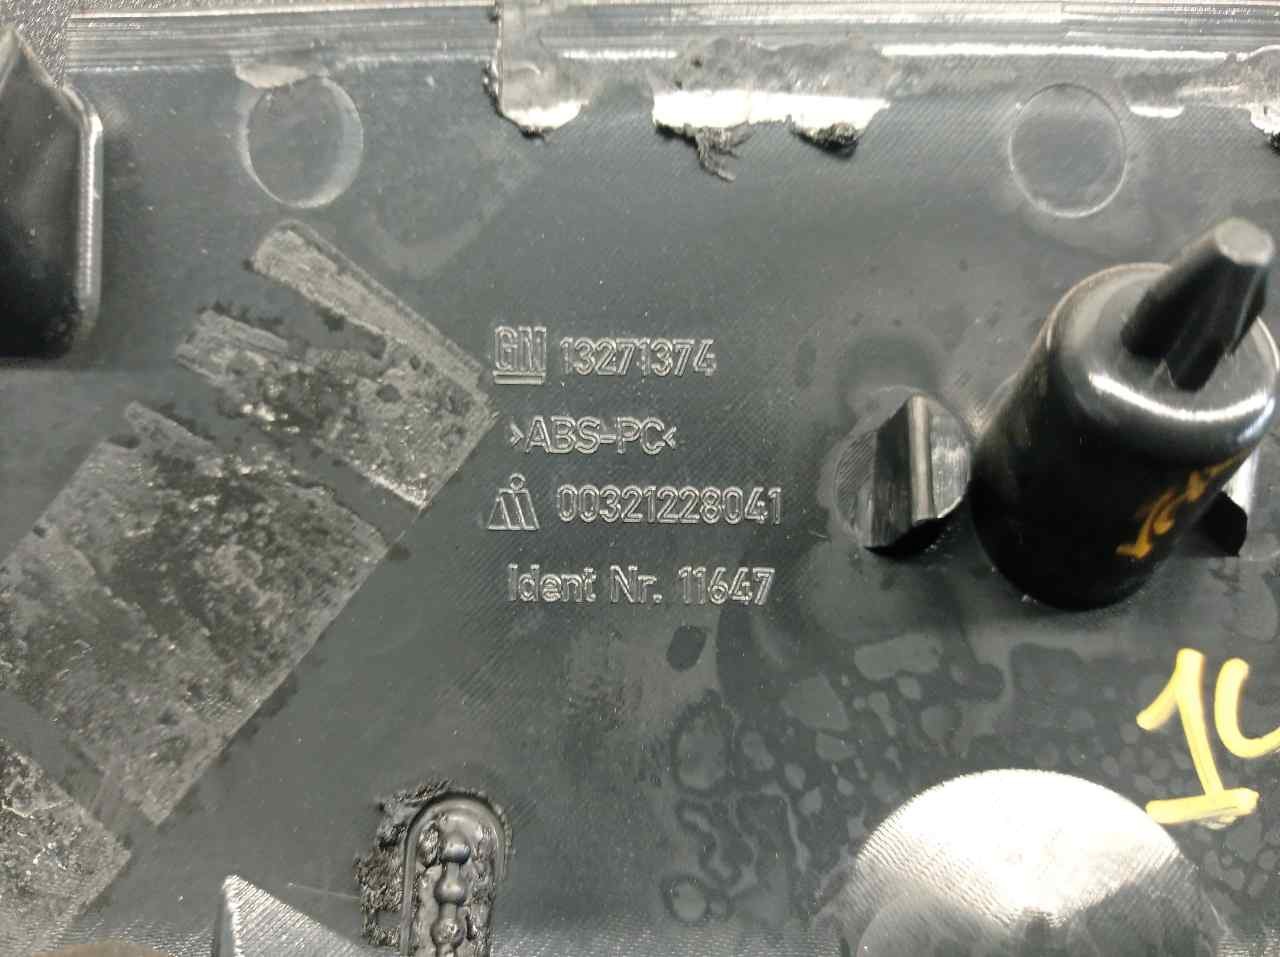 GM 13271374
>ABS-PC<
00321228041
Ident Nr. 11647